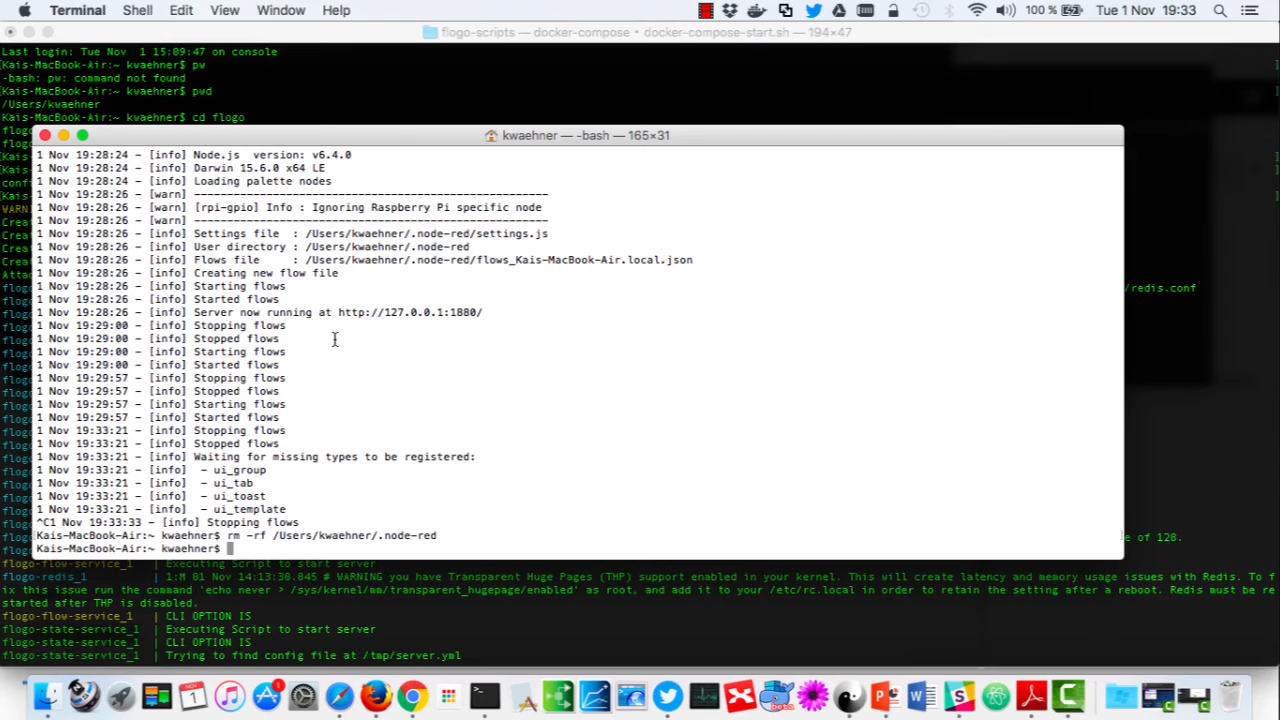 Terminal Shell Edit View Window Help 100 % Tue 1 Nov 19:33
flogo-scripts — docker-compose • docker-compose-start.sh — 194×47
Last login: Tue Nov 1 15:09:47 on console
Kais-MacBook-Air:~ kwaehner$ pw
-bash: pw: command not found
Kais-MacBook-Air:~ kwaehner$ pwd
/Users/kwaehner
Kais-MacBook-Air:~ kwaehner$ cd flogo
kwaehner — -bash — 165×31
1 Nov 19:28:24 - [info] Node.js version: v6.4.0
1 Nov 19:28:24 - [info] Darwin 15.6.0 x64 LE
1 Nov 19:28:24 - [info] Loading palette nodes
1 Nov 19:28:26 - [warn] ------------------------------------------------------
1 Nov 19:28:26 - [warn] [rpi-gpio] Info : Ignoring Raspberry Pi specific node
1 Nov 19:28:26 - [warn] ------------------------------------------------------
1 Nov 19:28:26 - [info] Settings file : /Users/kwaehner/.node-red/settings.js
1 Nov 19:28:26 - [info] User directory : /Users/kwaehner/.node-red
1 Nov 19:28:26 - [info] Flows file : /Users/kwaehner/.node-red/flows_Kais-MacBook-Air.local.json
1 Nov 19:28:26 - [info] Creating new flow file
1 Nov 19:28:26 - [info] Starting flows
/redis.conf
1 Nov 19:28:26 - [info] Started flows
1 Nov 19:28:26 - [info] Server now running at http://127.0.0.1:1880/
1 Nov 19:29:00 - [info] Stopping flows
1 Nov 19:29:00 - [info] Stopped flows
1 Nov 19:29:00 - [info] Starting flows
1 Nov 19:29:00 - [info] Started flows
1 Nov 19:29:57 - [info] Stopping flows
1 Nov 19:29:57 - [info] Stopped flows
1 Nov 19:29:57 - [info] Starting flows
1 Nov 19:29:57 - [info] Started flows
1 Nov 19:33:21 - [info] Stopping flows
1 Nov 19:33:21 - [info] Stopped flows
1 Nov 19:33:21 - [info] Waiting for missing types to be registered:
1 Nov 19:33:21 - [info] - ui_group
1 Nov 19:33:21 - [info] - ui_tab
1 Nov 19:33:21 - [info] - ui_toast
1 Nov 19:33:21 - [info] - ui_template
^C1 Nov 19:33:33 - [info] Stopping flows
Kais-MacBook-Air:~ kwaehner$ rm -rf /Users/kwaehner/.node-red
e of 128.
Kais-MacBook-Air:~ kwaehner$
flogo-flow-service_1 | Executing Script to start server
flogo-redis_1 | 1:M 01 Nov 14:13:30.845 # WARNING you have Transparent Huge Pages (THP) support enabled in your kernel. This will create latency and memory usage issues with Redis. To f
ix this issue run the command 'echo never > /sys/kernel/mm/transparent_hugepage/enabled' as root, and add it to your /etc/rc.local in order to retain the setting after a reboot. Redis must be re
started after THP is disabled.
flogo-flow-service_1 | CLI OPTION IS
flogo-state-service_1 | Executing Script to start server
flogo-state-service_1 | CLI OPTION IS
flogo-state-service_1 | Trying to find config file at /tmp/server.yml